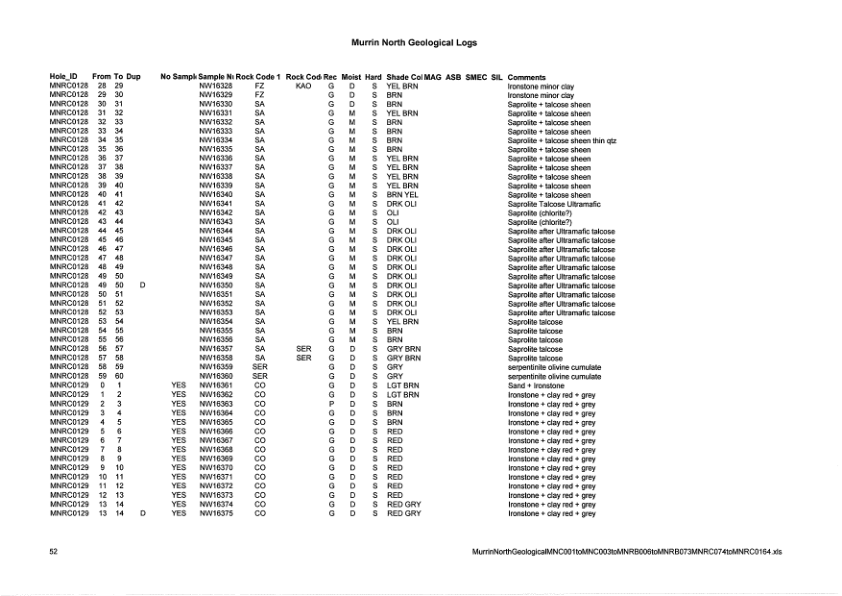 Murrin North Geological Logs
Hole_ID From To Dup No Sampl Sample Nu Rock Code 1 Rock Cod Rec Moist Hard Shade Col MAG ASB SMEC SIL Comments
MNRC0128 28 29 NW16328 FZ KAO G D S YEL BRN Ironstone minor clay
MNRC0128 29 30 NW16329 FZ G D S BRN Ironstone minor clay
MNRC0128 30 31 NW16330 SA G D S BRN Saprolite + talcose sheen
MNRC0128 31 32 NW16331 SA G M S YEL BRN Saprolite + talcose sheen
MNRC0128 32 33 NW16332 SA G M S BRN Saprolite + talcose sheen
MNRC0128 33 34 NW16333 SA G M S BRN Saprolite + talcose sheen
MNRC0128 34 35 NW16334 SA G M S BRN Saprolite + talcose sheen thin qtz
MNRC0128 35 36 NW16335 SA G M S BRN Saprolite + talcose sheen
MNRC0128 36 37 NW16336 SA G M S YEL BRN Saprolite + talcose sheen
MNRC0128 37 38 NW16337 SA G M S YEL BRN Saprolite + talcose sheen
MNRC0128 38 39 NW16338 SA G M S YEL BRN Saprolite + talcose sheen
MNRC0128 39 40 NW16339 SA G M S YEL BRN Saprolite + talcose sheen
MNRC0128 40 41 NW16340 SA G M S BRN YEL Saprolite + talcose sheen
MNRC0128 41 42 NW16341 SA G M S DRK OLI Saprolite Talcose Ultramafic
MNRC0128 42 43 NW16342 SA G M S OLI Saprolite (chlorite?)
MNRC0128 43 44 NW16343 SA G M S OLI Saprolite (chlorite?)
MNRC0128 44 45 NW16344 SA G M S DRK OLI Saprolite after Ultramafic talcose
MNRC0128 45 46 NW16345 SA G M S DRK OLI Saprolite after Ultramafic talcose
MNRC0128 46 47 NW16346 SA G M S DRK OLI Saprolite after Ultramafic talcose
MNRC0128 47 48 NW16347 SA G M S DRK OLI Saprolite after Ultramafic talcose
MNRC0128 48 49 NW16348 SA G M S DRK OLI Saprolite after Ultramafic talcose
MNRC0128 49 50 NW16349 SA G M S DRK OLI Saprolite after Ultramafic talcose
MNRC0128 49 50 D NW16350 SA G M S DRK OLI Saprolite after Ultramafic talcose
MNRC0128 50 51 NW16351 SA G M S DRK OLI Saprolite after Ultramafic talcose
MNRC0128 51 52 NW16352 SA G M S DRK OLI Saprolite after Ultramafic talcose
MNRC0128 52 53 NW16353 SA G M S DRK OLI Saprolite after Ultramafic talcose
MNRC0128 53 54 NW16354 SA G M S YEL BRN Saprolite talcose
MNRC0128 54 55 NW16355 SA G M S BRN Saprolite talcose
MNRC0128 55 56 NW16356 SA G M S BRN Saprolite talcose
MNRC0128 56 57 NW16357 SA SER G D S GRY BRN Saprolite talcose
MNRC0128 57 58 NW16358 SA SER G D S GRY BRN Saprolite talcose
MNRC0128 58 59 NW16359 SER G D S GRY serpentinite olivine cumulate
MNRC0128 59 60 NW16360 SER G D S GRY serpentinite olivine cumulate
MNRC0129 0 1 YES NW16361 CO G D S LGT BRN Sand + Ironstone
MNRC0129 1 2 YES NW16362 CO G D S LGT BRN Ironstone + clay red + grey
MNRC0129 2 3 YES NW16363 CO P D S BRN Ironstone + clay red + grey
MNRC0129 3 4 YES NW16364 CO G D S BRN Ironstone + clay red + grey
MNRC0129 4 5 YES NW16365 CO G D S BRN Ironstone + clay red + grey
MNRC0129 5 6 YES NW16366 CO G D S RED Ironstone + clay red + grey
MNRC0129 6 7 YES NW16367 CO G D S RED Ironstone + clay red + grey
MNRC0129 7 8 YES NW16368 CO G D S RED Ironstone + clay red + grey
MNRC0129 8 9 YES NW16369 CO G D S RED Ironstone + clay red + grey
MNRC0129 9 10 YES NW16370 CO G D S RED Ironstone + clay red + grey
MNRC0129 10 11 YES NW16371 CO G D S RED Ironstone + clay red + grey
MNRC0129 11 12 YES NW16372 CO G D S RED Ironstone + clay red + grey
MNRC0129 12 13 YES NW16373 CO G D S RED Ironstone + clay red + grey
MNRC0129 13 14 YES NW16374 CO G D S RED GRY Ironstone + clay red + grey
MNRC0129 13 14 D YES NW16375 CO G D S RED GRY Ironstone + clay red + grey
52 MurrinNorthGeologicalMNC001toMNC003toMNRB006toMNRB073MNRC074toMNRC0164.xls